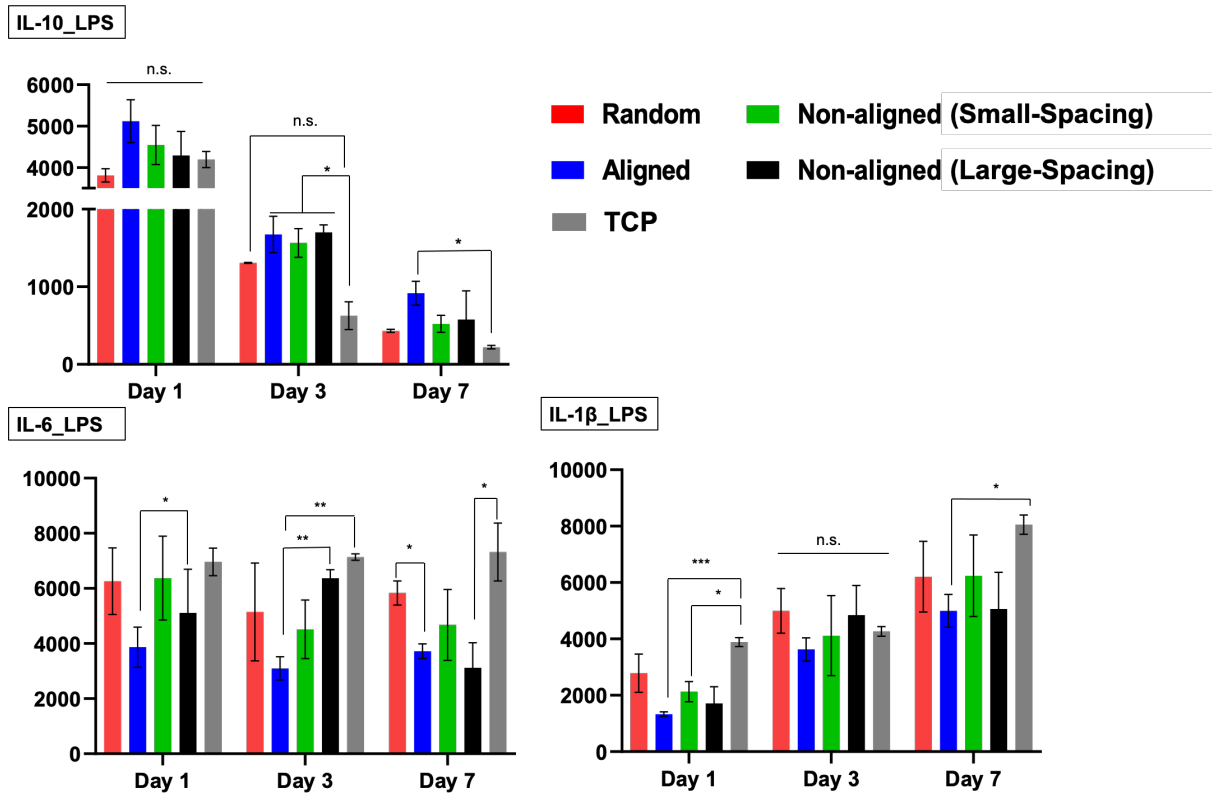 IL-10_LPS
n.s.
6000
5000
4000
2000
1000
0
n.s.
*
*
Day 1 Day 3 Day 7
Random
Non-aligned (Small-Spacing)
Aligned
Non-aligned (Large-Spacing)
TCP
IL-6_LPS
10000
8000
6000
4000
2000
0
*
**
**
*
*
Day 1 Day 3 Day 7
IL-1β_LPS
10000
8000
6000
4000
2000
0
***
*
n.s.
*
Day 1 Day 3 Day 7